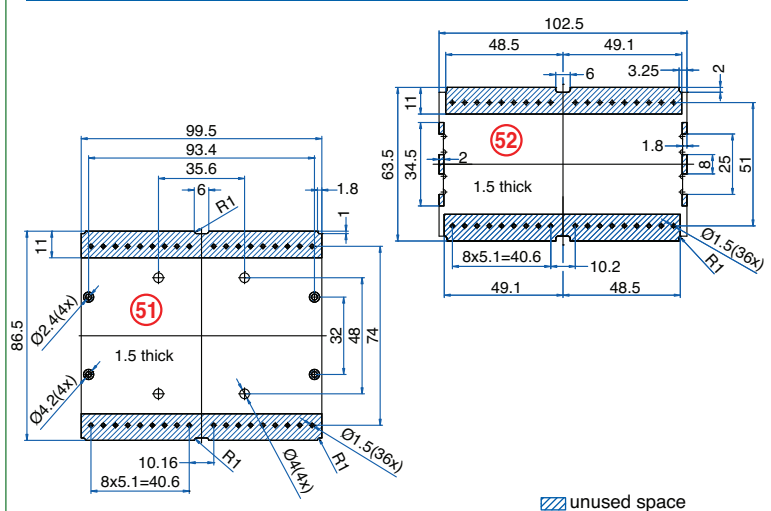 102.5
48.5
49.1
6
3.25
2
11
52
63.5
34.5
2
1.5 thick
1.8
8
25
51
8x5.1=40.6
10.2
Ø1.5(36x)
R1
49.1
48.5
99.5
93.4
35.6
6
R1
1.8
1
11
86.5
51
Ø2.4(4x)
1.5 thick
32
48
74
Ø4.2(4x)
10.16
8x5.1=40.6
R1
Ø4(4x)
R1
Ø1.5(36x)
unused space